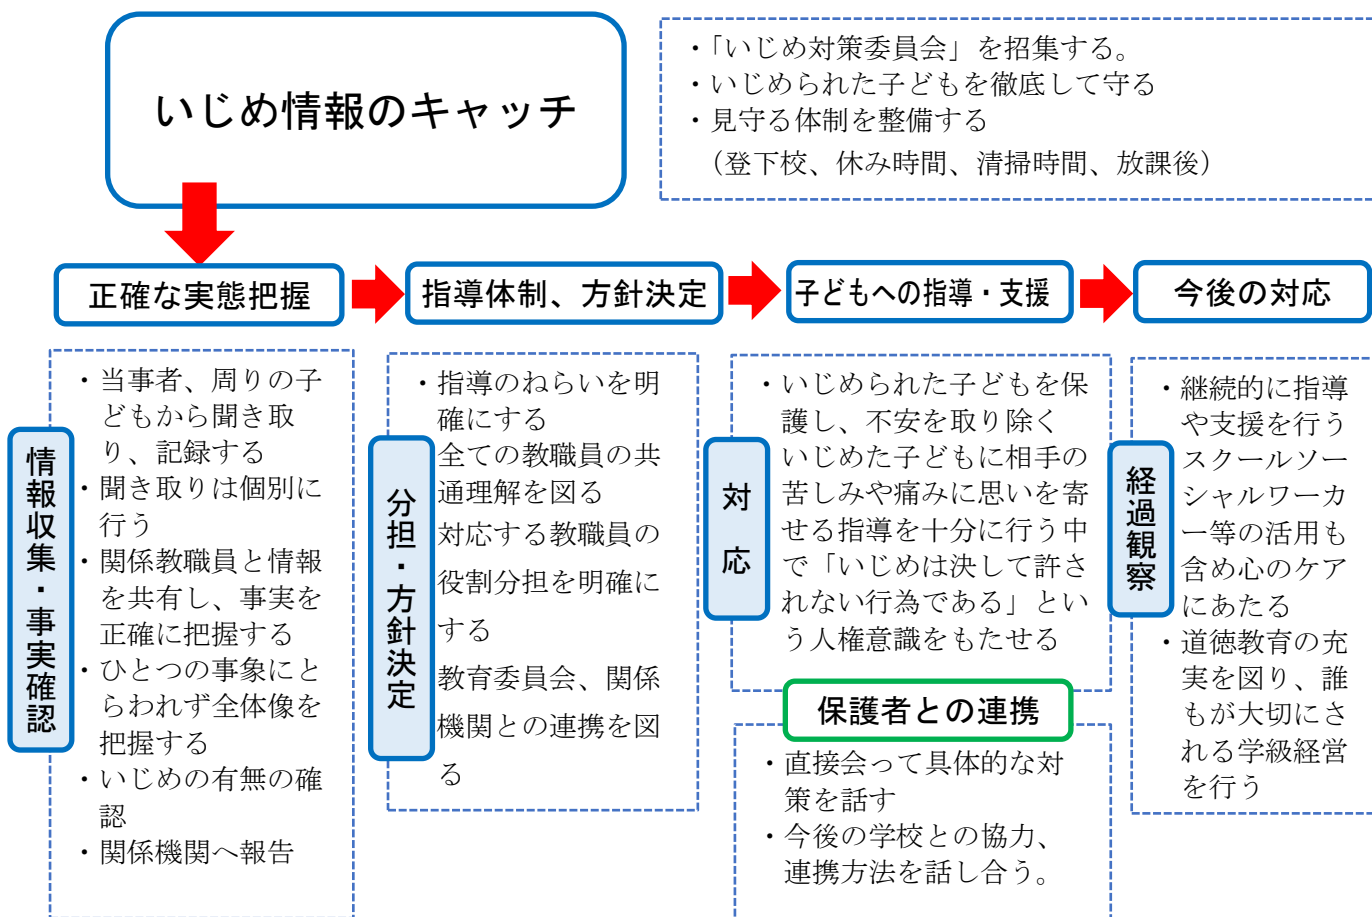 いじめ情報のキャッチ
・「いじめ対策委員会」を招集する。
・いじめられた子どもを徹底して守る
・見守る体制を整備する
（登下校、休み時間、清掃時間、放課後）
正確な実態把握
指導体制、方針決定
子どもへの指導・支援
今後の対応
情報収集・事実確認
・当事者、周りの子
どもから聞き取
り、記録する
・聞き取りは個別に
行う
・関係教職員と情報
を共有し、事実を
正確に把握する
・ひとつの事象にと
らわれず全体像を
把握する
・いじめの有無の確
認
・関係機関へ報告
分担・方針決定
・指導のねらいを明
確にする
全ての教職員の共
通理解を図る
対応する教職員の
役割分担を明確に
する
教育委員会、関係
機関との連携を図
る
対応
・いじめられた子どもを保
護し、不安を取り除く
いじめた子どもに相手の
苦しみや痛みに思いを寄
せる指導を十分に行う中
で「いじめは決して許さ
れない行為である」とい
う人権意識をもたせる
保護者との連携
・直接会って具体的な対
策を話す
・今後の学校との協力、
連携方法を話し合う。
経過観察
・継続的に指導
や支援を行う
スクールソー
シャルワーカ
ー等の活用も
含め心のケア
にあたる
・道徳教育の充
実を図り、誰
もが大切にさ
れる学級経営
を行う